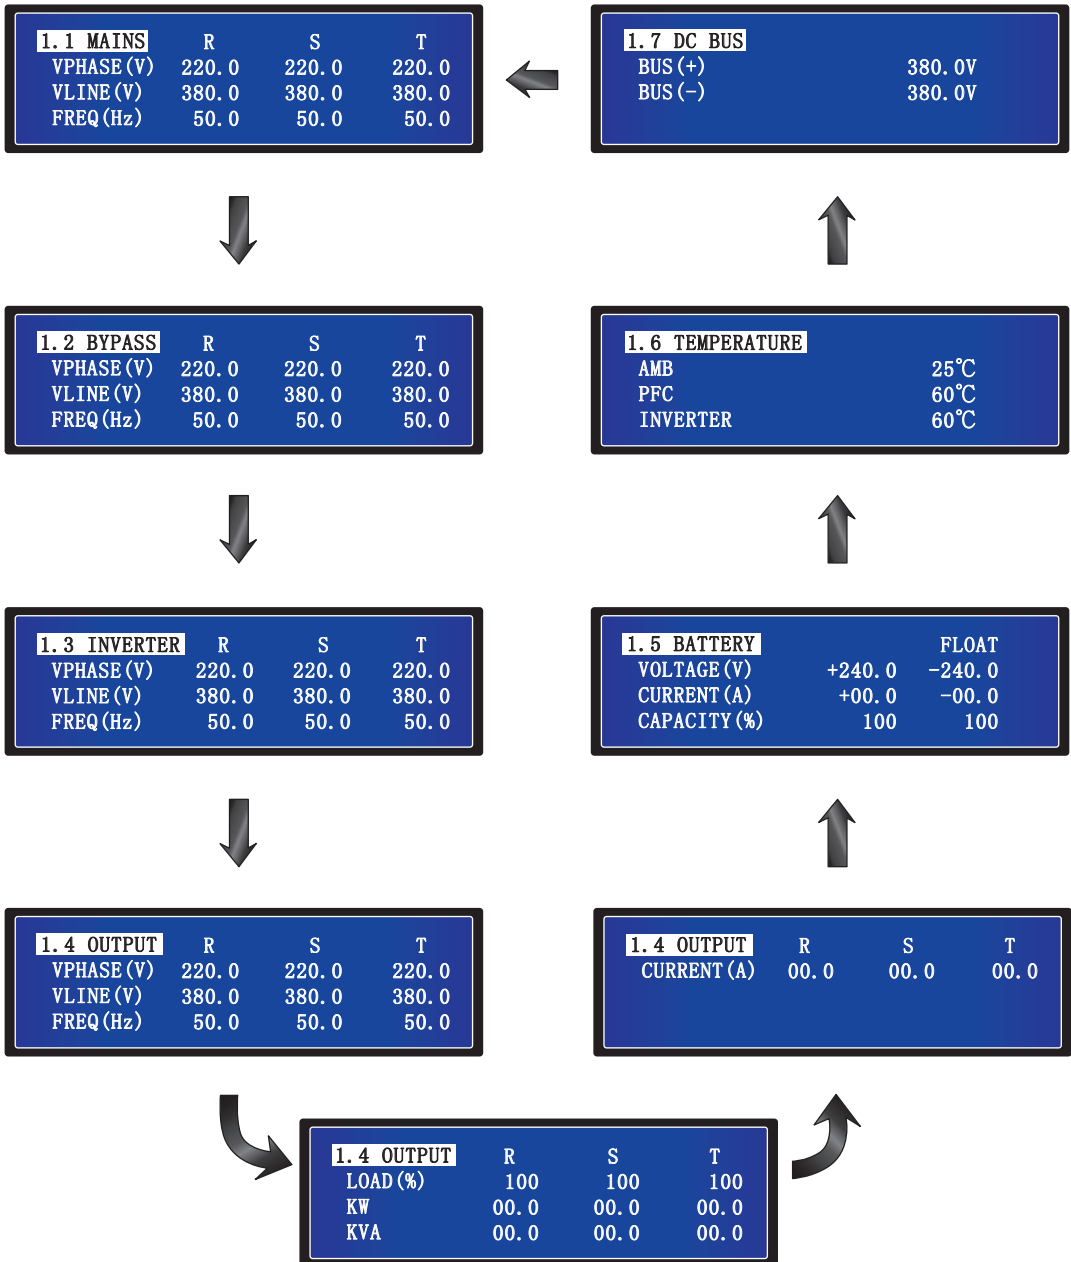 1.1 MAINS R S T
VPHASE(V) 220.0 220.0 220.0
VLINE(V) 380.0 380.0 380.0
FREQ(Hz) 50.0 50.0 50.0
1.2 BYPASS R S T
VPHASE(V) 220.0 220.0 220.0
VLINE(V) 380.0 380.0 380.0
FREQ(Hz) 50.0 50.0 50.0
1.3 INVERTER R S T
VPHASE(V) 220.0 220.0 220.0
VLINE(V) 380.0 380.0 380.0
FREQ(Hz) 50.0 50.0 50.0
1.4 OUTPUT R S T
VPHASE(V) 220.0 220.0 220.0
VLINE(V) 380.0 380.0 380.0
FREQ(Hz) 50.0 50.0 50.0
1.4 OUTPUT R S T
LOAD(%) 100 100 100
KW 00.0 00.0 00.0
KVA 00.0 00.0 00.0
1.4 OUTPUT R S T
CURRENT(A) 00.0 00.0 00.0
1.5 BATTERY FLOAT
VOLTAGE(V) +240.0 -240.0
CURRENT(A) +00.0 -00.0
CAPACITY(%) 100 100
1.6 TEMPERATURE
AMB 25℃
PFC 60℃
INVERTER 60℃
1.7 DC BUS
BUS(+) 380.0V
BUS(-) 380.0V